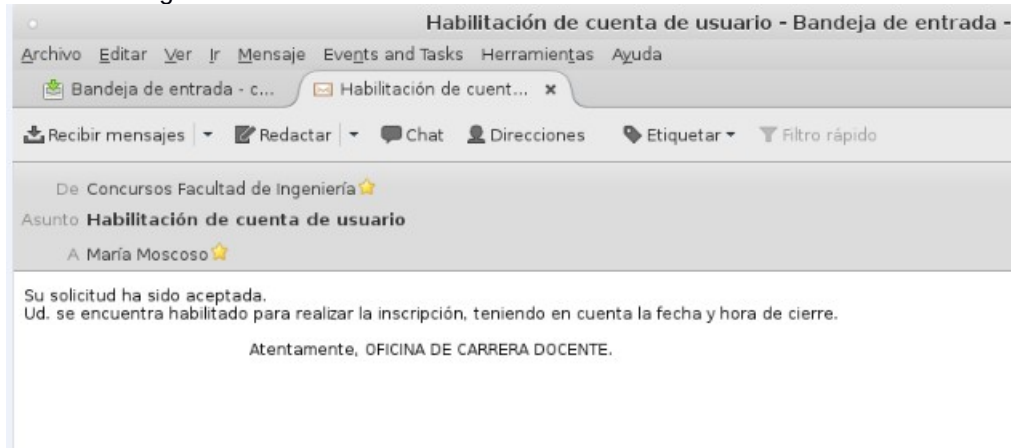 Habilitación de cuenta de usuario - Bandeja de entrada -
Archivo Editar Ver Ir Mensaje Events and Tasks Herramientas Ayuda
Bandeja de entrada - c... Habilitación de cuent... ×
Recibir mensajes Redactar Chat Direcciones Etiquetar Filtro rápido
De Concursos Facultad de Ingeniería
Asunto Habilitación de cuenta de usuario
A María Moscoso
Su solicitud ha sido aceptada.
Ud. se encuentra habilitado para realizar la inscripción, teniendo en cuenta la fecha y hora de cierre.
Atentamente, OFICINA DE CARRERA DOCENTE.